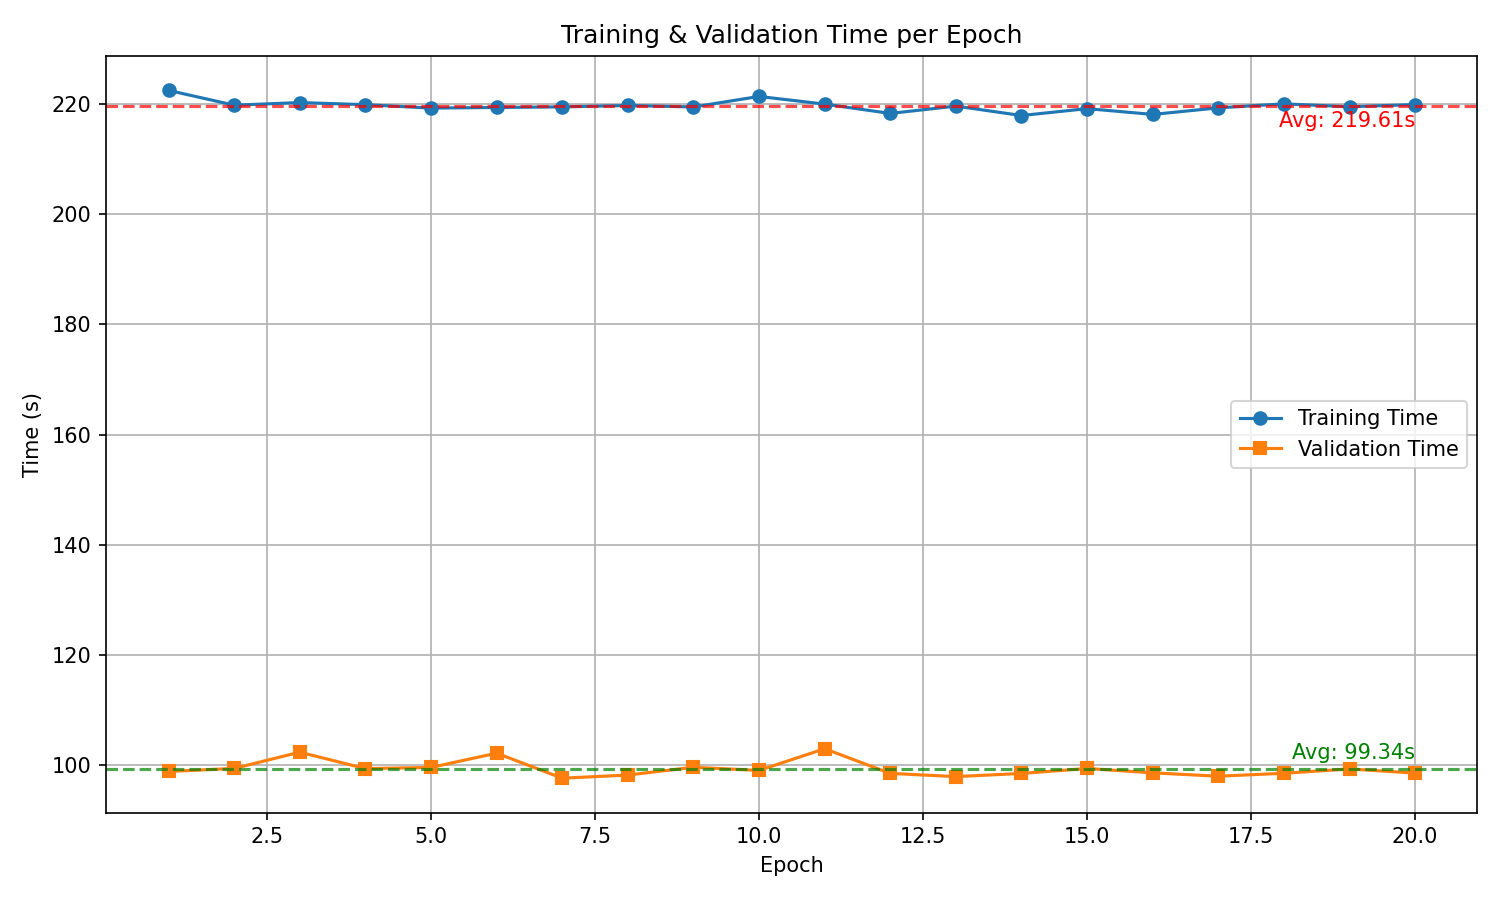 Training & Validation Time per Epoch
220
200
180
160
140
120
100
Time (s)
Avg: 219.61s
Training Time
Validation Time
Avg: 99.34s
2.5 5.0 7.5 10.0 12.5 15.0 17.5 20.0
Epoch